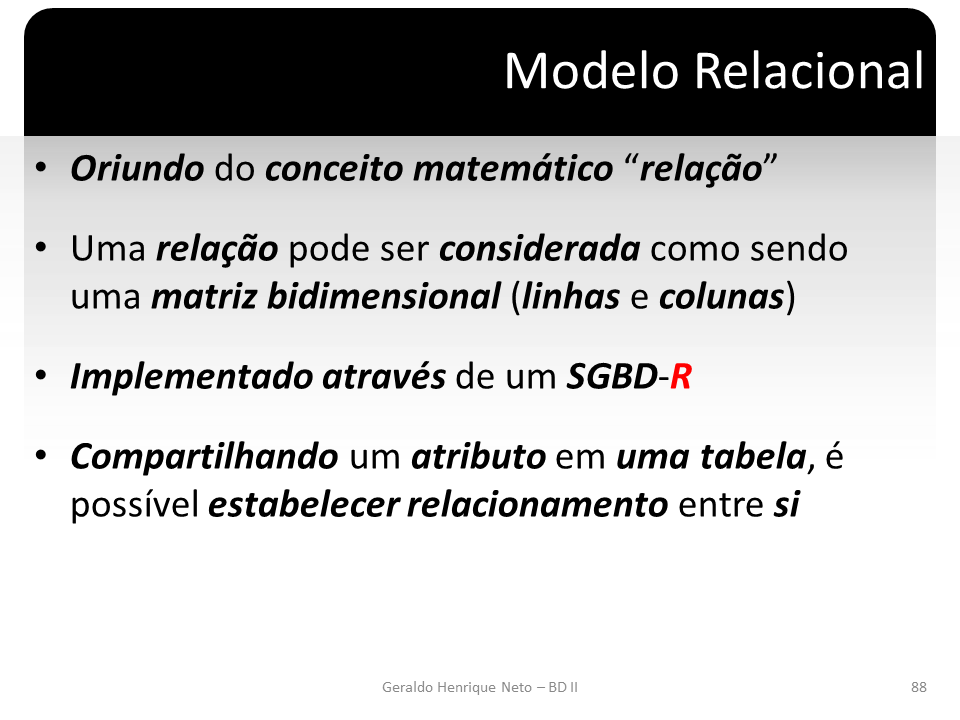 Modelo Relacional
• Oriundo do conceito matemático “relação”
• Uma relação pode ser considerada como sendo
uma matriz bidimensional (linhas e colunas)
• Implementado através de um SGBD-R
• Compartilhando um atributo em uma tabela, é
possível estabelecer relacionamento entre si
Geraldo Henrique Neto – BD II 88